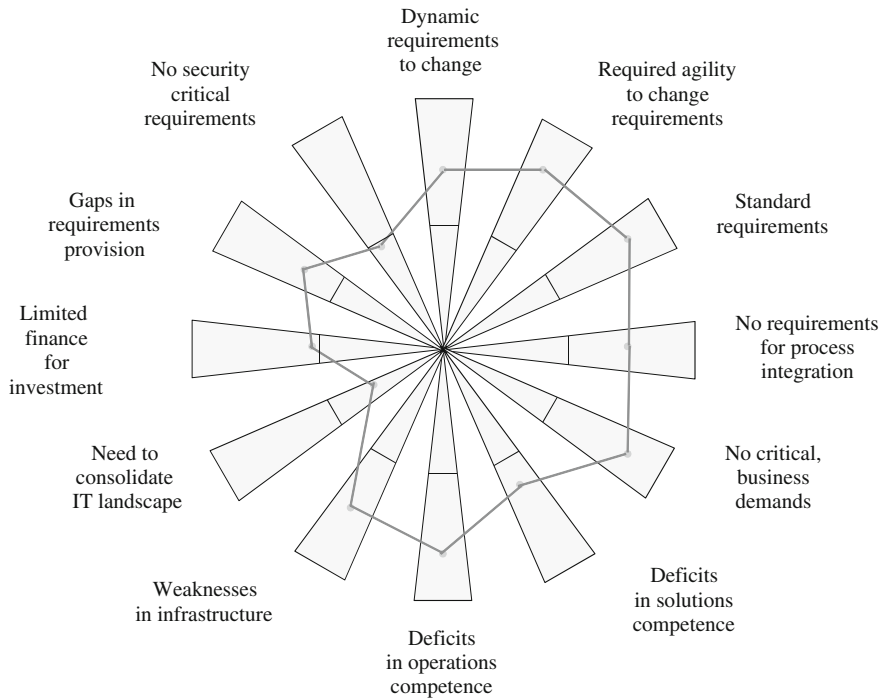 Dynamic
requirements
to change
Required agility
to change
requirements
Standard
requirements
No requirements
for process
integration
No critical,
business
demands
Deficits
in solutions
competence
Deficits
in operations
competence
Weaknesses
in infrastructure
Need to
consolidate
IT landscape
Limited
finance
for
investment
Gaps in
requirements
provision
No security
critical
requirements